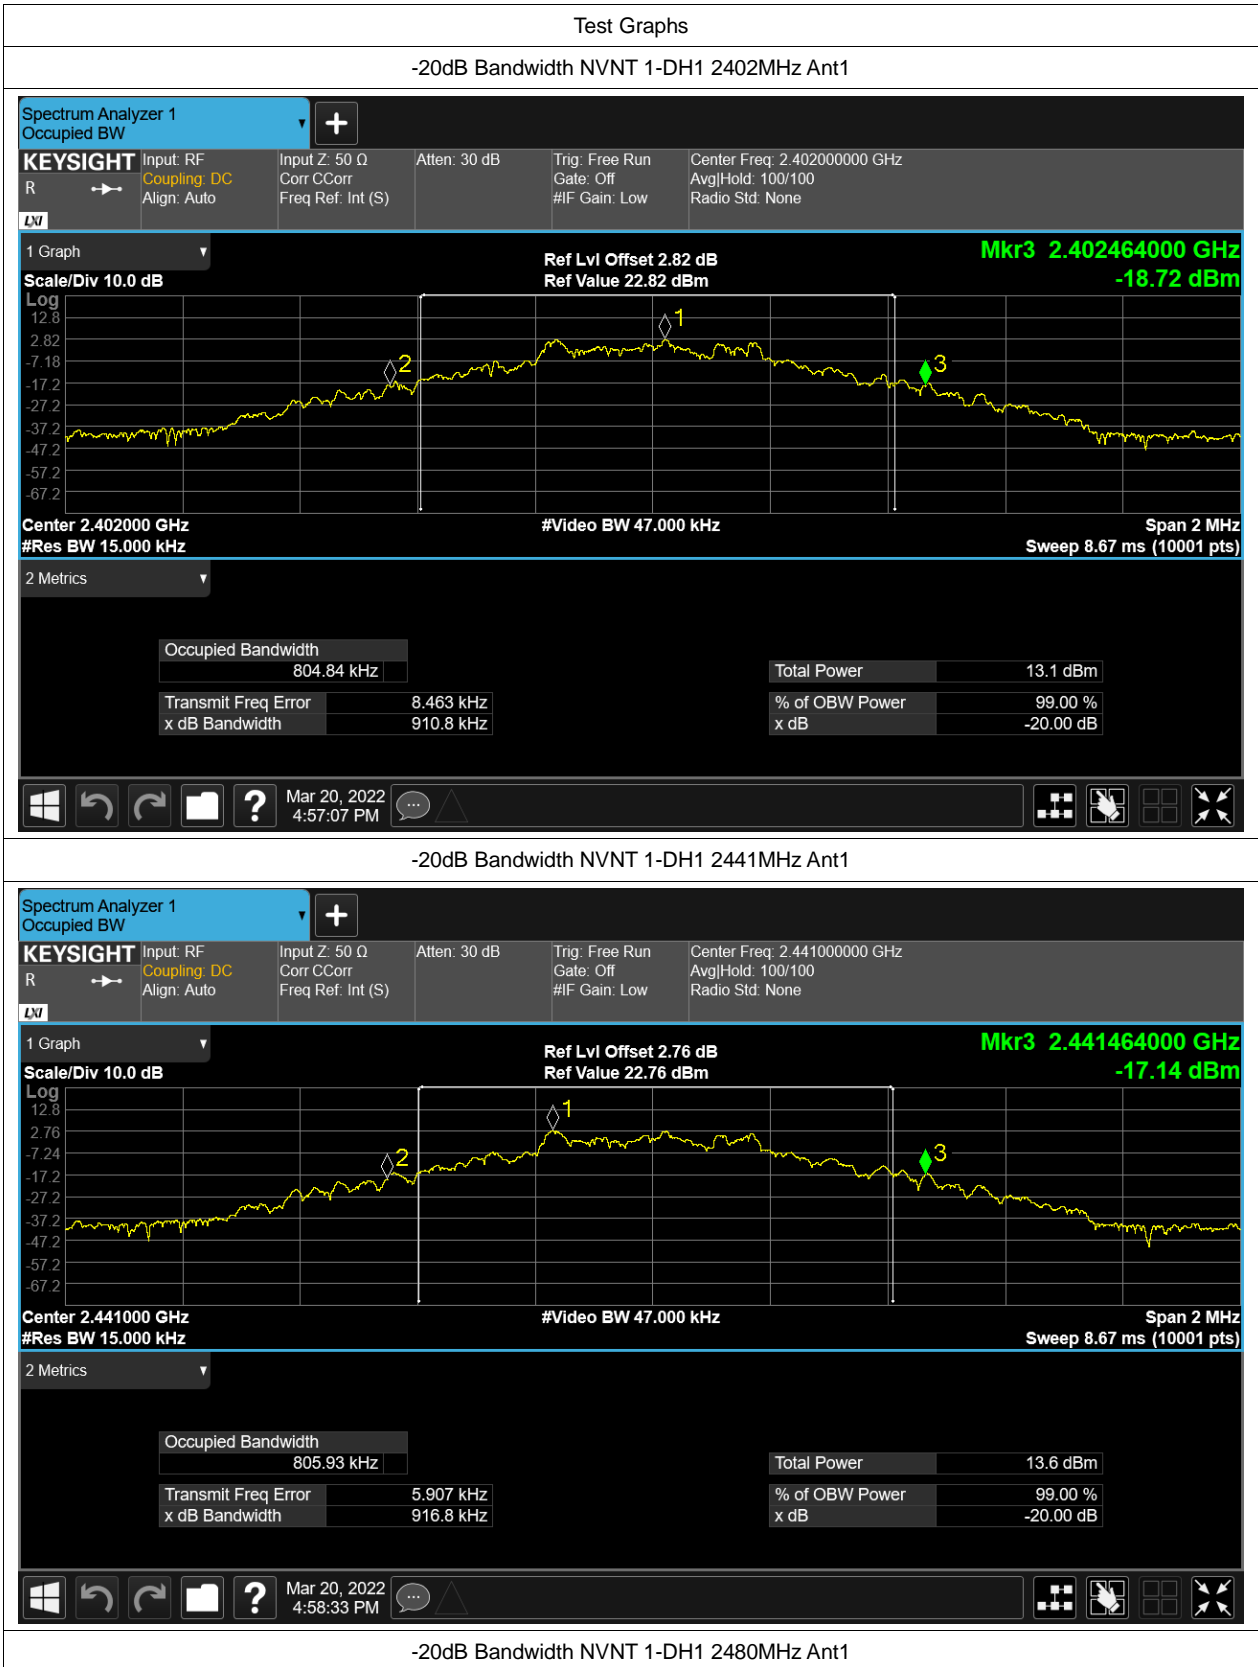 Test Graphs
-20dB Bandwidth NVNT 1-DH1 2402MHz Ant1
Spectrum Analyzer 1
Occupied BW
KEYSIGHT Input: RF Input Z: 50 Ω Atten: 30 dB Trig: Free Run Center Freq: 2.402000000 GHz
R Coupling: DC Corr CCorr Gate: Off Avg|Hold: 100/100
Align: Auto Freq Ref: Int (S) #IF Gain: Low Radio Std: None
LXI
1 Graph Ref Lvl Offset 2.82 dB Mkr3 2.402464000 GHz
Scale/Div 10.0 dB Ref Value 22.82 dBm -18.72 dBm
Log
12.8
2.82
-7.18
-17.2
-27.2
-37.2
-47.2
-57.2
-67.2
1
2
3
Center 2.402000 GHz #Video BW 47.000 kHz Span 2 MHz
#Res BW 15.000 kHz Sweep 8.67 ms (10001 pts)
2 Metrics
Occupied Bandwidth
804.84 kHz Total Power 13.1 dBm
Transmit Freq Error 8.463 kHz % of OBW Power 99.00 %
x dB Bandwidth 910.8 kHz x dB -20.00 dB
? Mar 20, 2022
4:57:07 PM
-20dB Bandwidth NVNT 1-DH1 2441MHz Ant1
Spectrum Analyzer 1
Occupied BW
KEYSIGHT Input: RF Input Z: 50 Ω Atten: 30 dB Trig: Free Run Center Freq: 2.441000000 GHz
R Coupling: DC Corr CCorr Gate: Off Avg|Hold: 100/100
Align: Auto Freq Ref: Int (S) #IF Gain: Low Radio Std: None
LXI
1 Graph Ref Lvl Offset 2.76 dB Mkr3 2.441464000 GHz
Scale/Div 10.0 dB Ref Value 22.76 dBm -17.14 dBm
Log
12.8
2.76
-7.24
-17.2
-27.2
-37.2
-47.2
-57.2
-67.2
1
2
3
Center 2.441000 GHz #Video BW 47.000 kHz Span 2 MHz
#Res BW 15.000 kHz Sweep 8.67 ms (10001 pts)
2 Metrics
Occupied Bandwidth
805.93 kHz Total Power 13.6 dBm
Transmit Freq Error 5.907 kHz % of OBW Power 99.00 %
x dB Bandwidth 916.8 kHz x dB -20.00 dB
? Mar 20, 2022
4:58:33 PM
-20dB Bandwidth NVNT 1-DH1 2480MHz Ant1